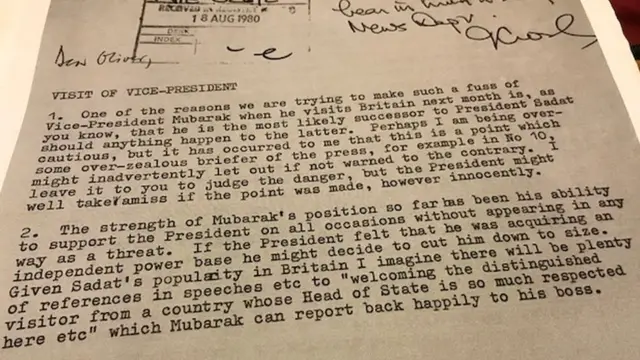 RECEIVED IN
18 AUG 1980
DESK
INDEX
bear in mind
News Dept.
Dear Oliver,
VISIT OF VICE-PRESIDENT
1. One of the reasons we are trying to make such a fuss of
Vice-President Mubarak when he visits Britain next month is, as
you know, that he is the most likely successor to President Sadat
should anything happen to the latter. Perhaps I am being over-
cautious, but it has occurred to me that this is a point which
some over-zealous briefer of the press, for example in No 10,
might inadvertently let out if not warned to the contrary. I
leave it to you to judge the danger, but the President might
well take amiss if the point was made, however innocently.
2. The strength of Mubarak's position so far has been his ability
to support the President on all occasions without appearing in any
way as a threat. If the President felt that he was acquiring an
independent power base he might decide to cut him down to size.
Given Sadat's popularity in Britain I imagine there will be plenty
of references in speeches etc to "welcoming the distinguished
visitor from a country whose Head of State is so much respected
here etc" which Mubarak can report back happily to his boss.